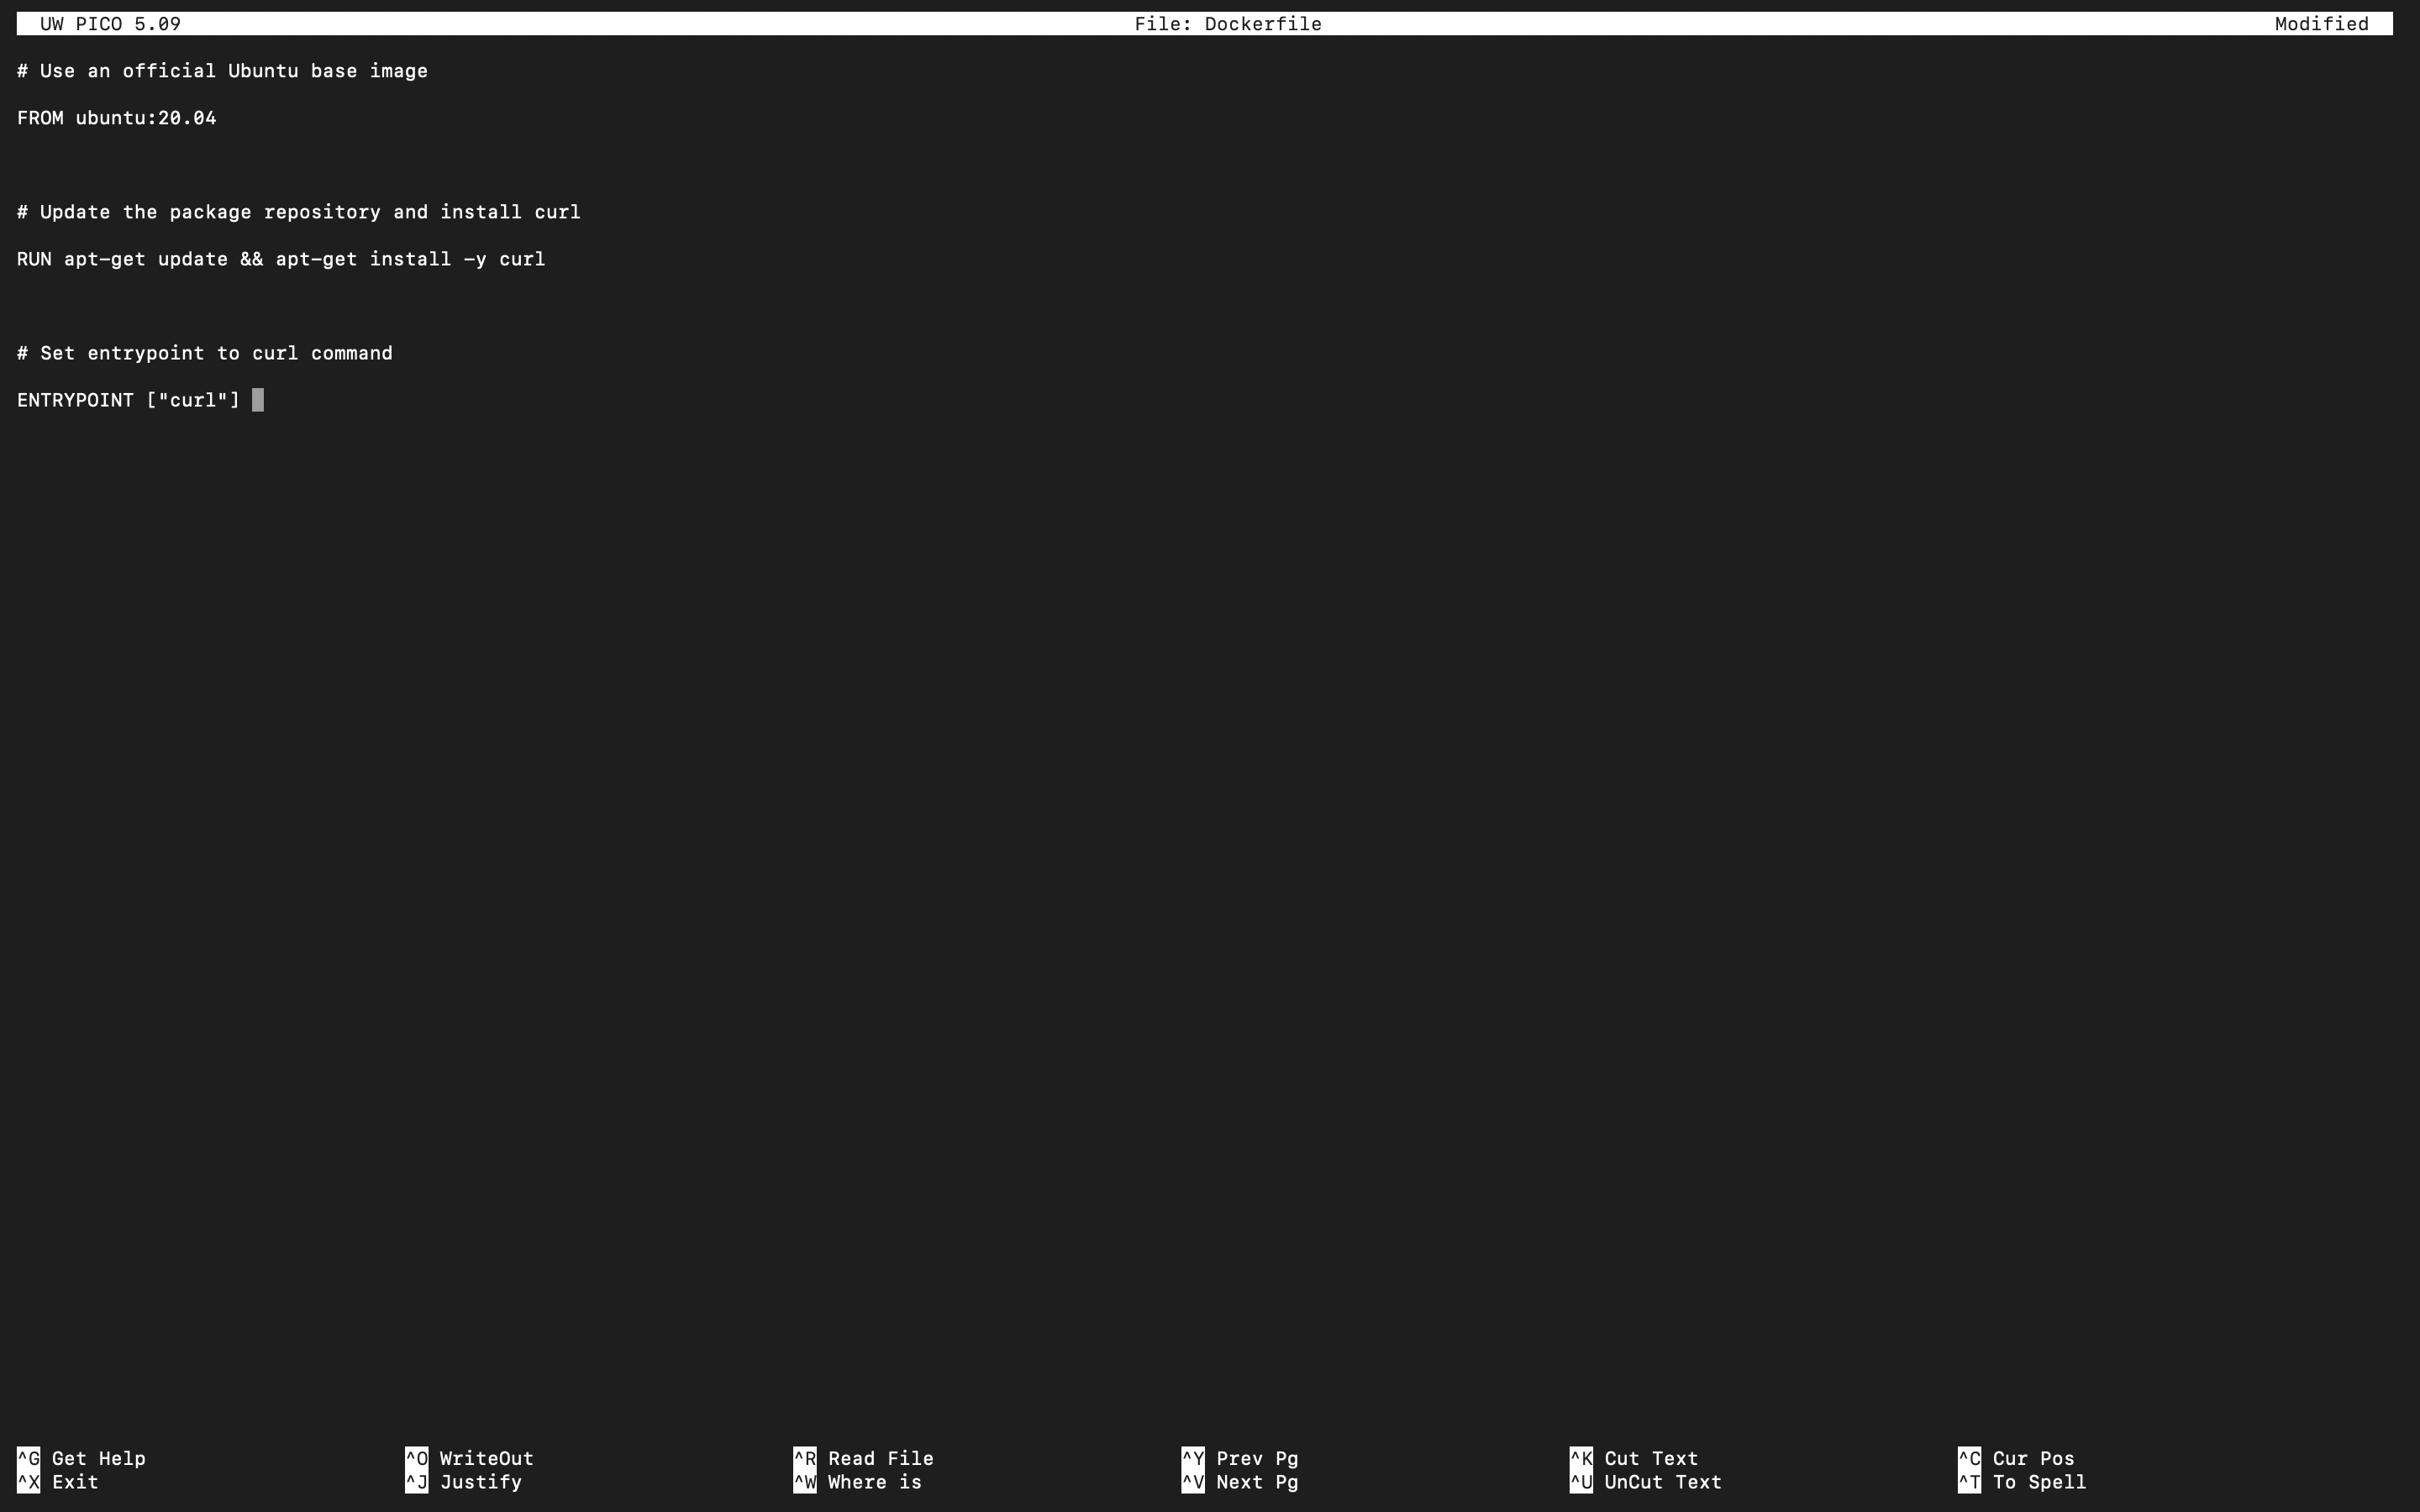 UW PICO 5.09 File: Dockerfile Modified
# Use an official Ubuntu base image
FROM ubuntu:20.04
# Update the package repository and install curl
RUN apt-get update && apt-get install -y curl
# Set entrypoint to curl command
ENTRYPOINT ["curl"]
^G Get Help ^O WriteOut ^R Read File ^Y Prev Pg ^K Cut Text ^C Cur Pos
^X Exit ^J Justify ^W Where is ^V Next Pg ^U UnCut Text ^T To Spell